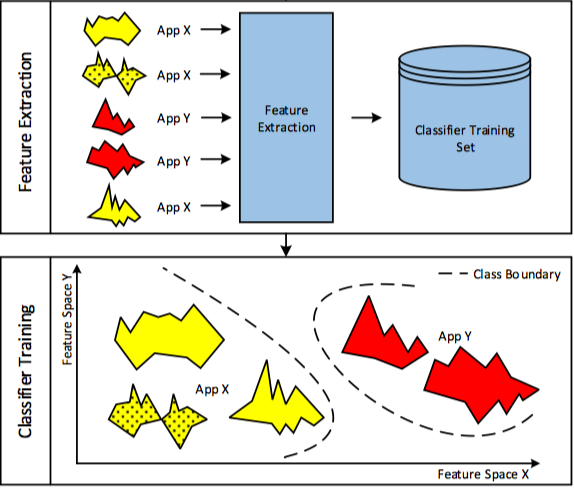 Feature Extraction
App X
App X
App Y
App Y
App X
Feature
Extraction
Classifier Training
Set
Classifier Training
Feature Space Y
Class Boundary
App Y
App X
Feature Space X